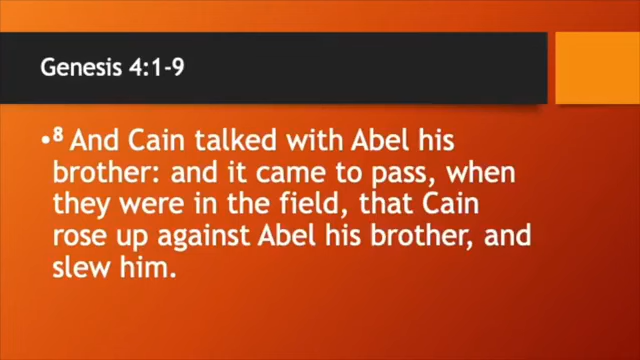 Genesis 4:1-9
•⁸ And Cain talked with Abel his
brother: and it came to pass, when
they were in the field, that Cain
rose up against Abel his brother, and
slew him.